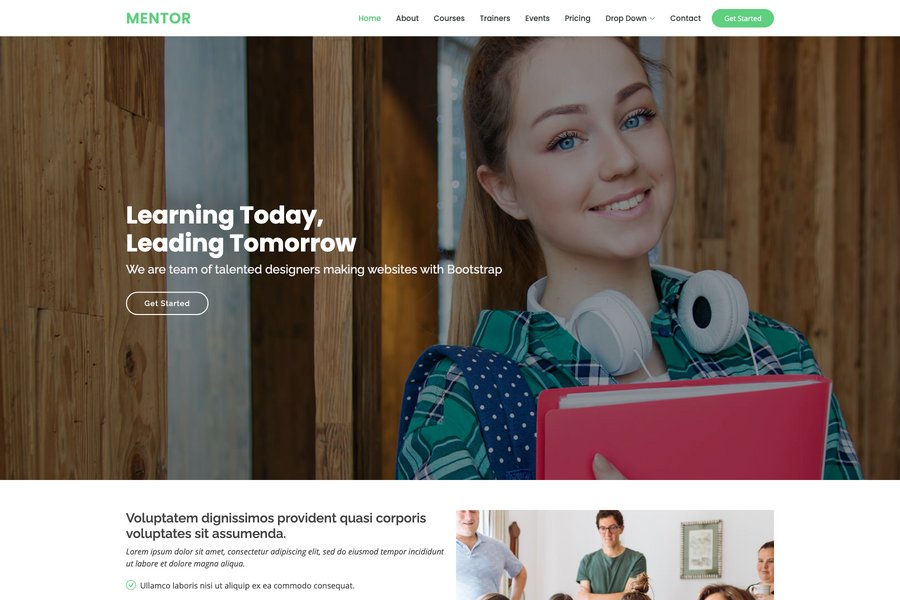 MENTOR
Home About Courses Trainers Events Pricing Drop Down Contact Get Started
Learning Today,
Leading Tomorrow
We are team of talented designers making websites with Bootstrap
Get Started
Voluptatem dignissimos provident quasi corporis
voluptates sit assumenda.
Lorem ipsum dolor sit amet, consectetur adipiscing elit, sed do eiusmod tempor incididunt
ut labore et dolore magna aliqua.
Ullamco laboris nisi ut aliquip ex ea commodo consequat.